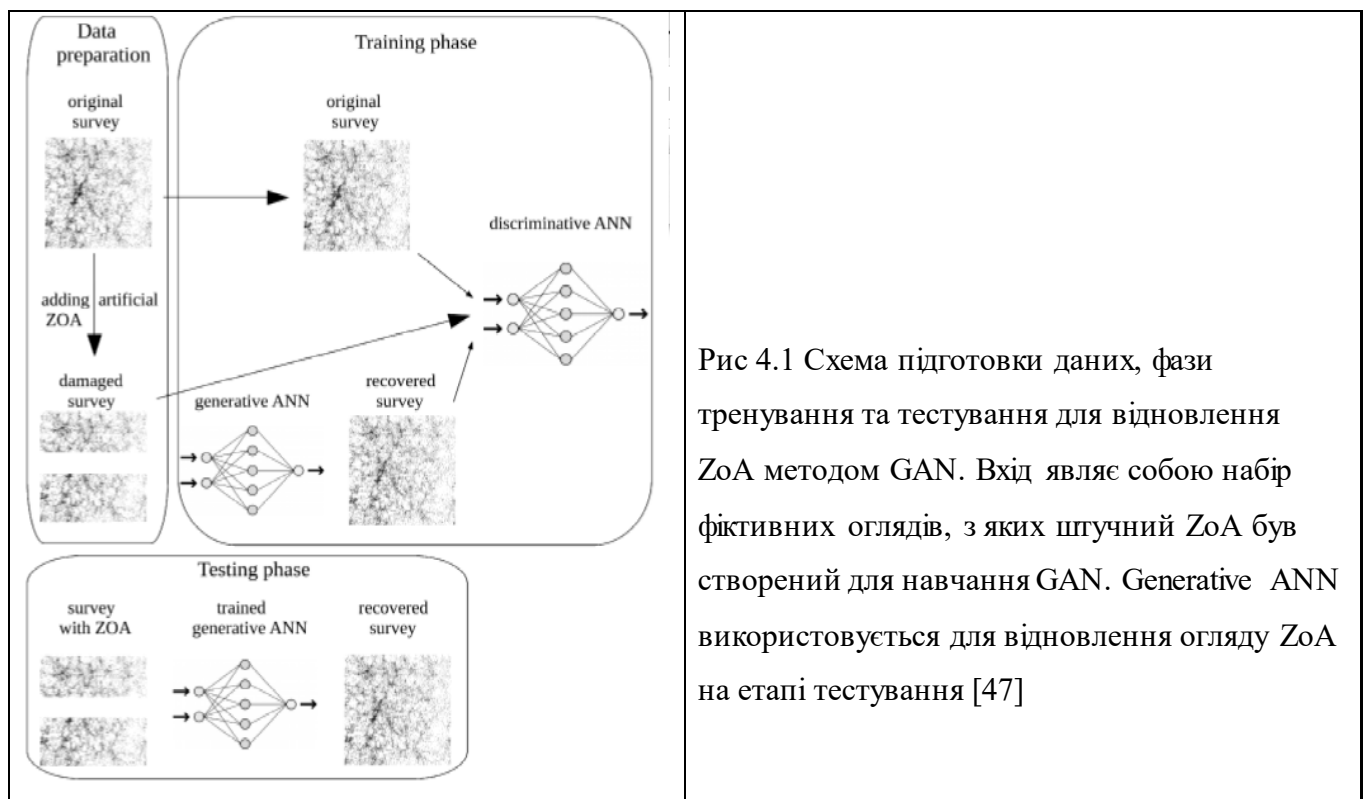 Data
preparation
original
survey
adding artificial
ZOA
damaged
survey
Training phase
original
survey
discriminative ANN
generative ANN
recovered
survey
Testing phase
survey
with ZOA
trained
generative ANN
recovered
survey
Рис 4.1 Схема підготовки даних, фази
тренування та тестування для відновлення
ZoA методом GAN. Вхід являє собою набір
фіктивних оглядів, з яких штучний ZoA був
створений для навчання GAN. Generative ANN
використовується для відновлення огляду ZoA
на етапі тестування [47]